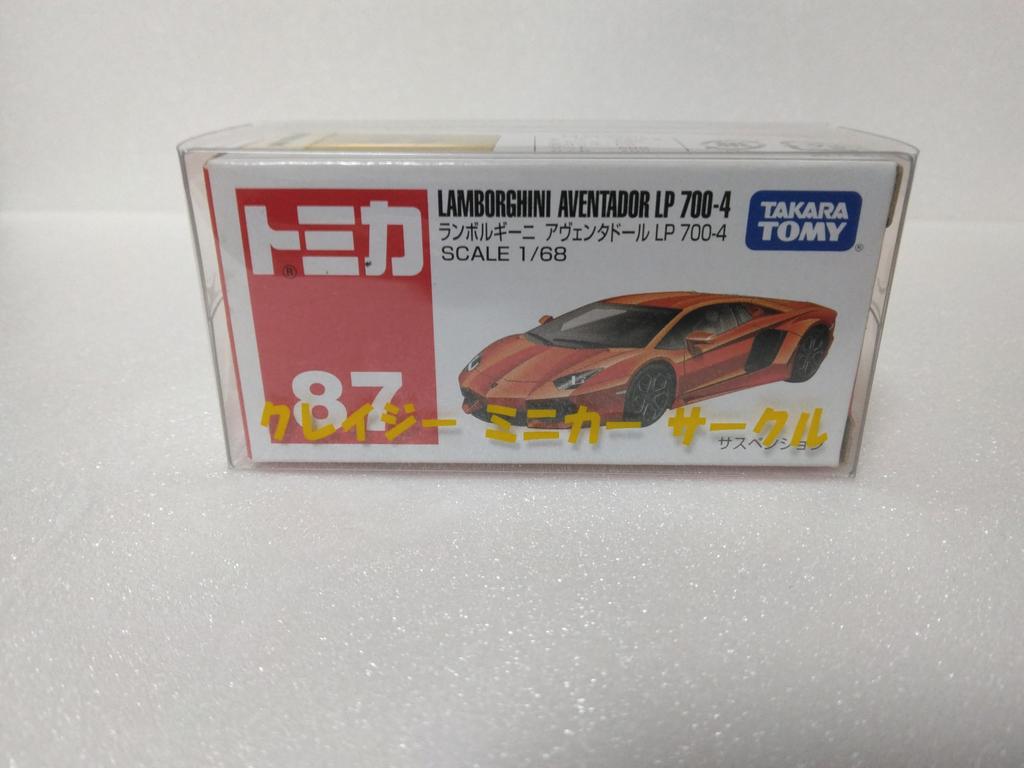 トミカ
®
LAMBORGHINI AVENTADOR LP 700-4
ランボルギーニ アヴェンタドール LP 700-4
SCALE 1/68
TAKARA
TOMY
®
87
クレイジー ミニカー サークル
サスペンション